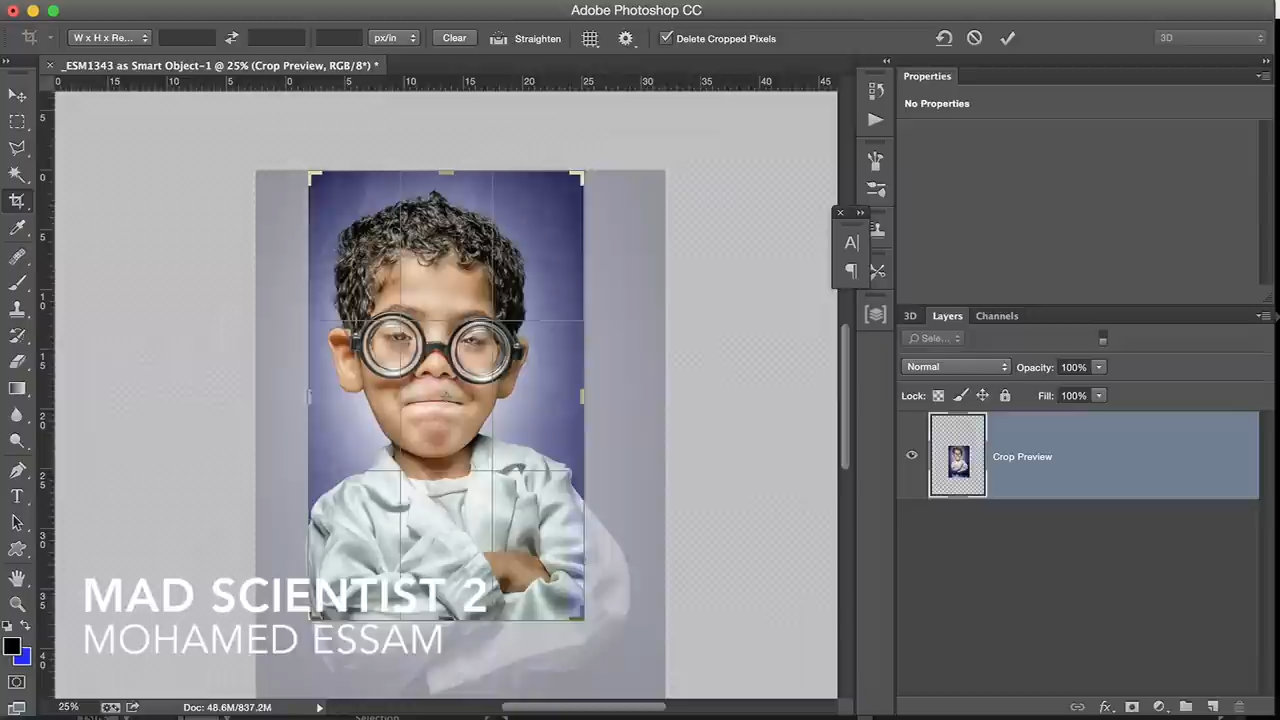 Adobe Photoshop CC
W x H x Re...
Clear
Straighten
px/in
Delete Cropped Pixels
3D
_ESM1343 as Smart Object-1 @ 25% (Crop Preview, RGB/8*) *
Properties
No Properties
3D
Layers
Channels
Sele...
Normal
Opacity: 100%
Lock:
Fill: 100%
Crop Preview
MAD SCIENTIST 2
MOHAMED ESSAM
25%
Doc: 48.6M/837.2M